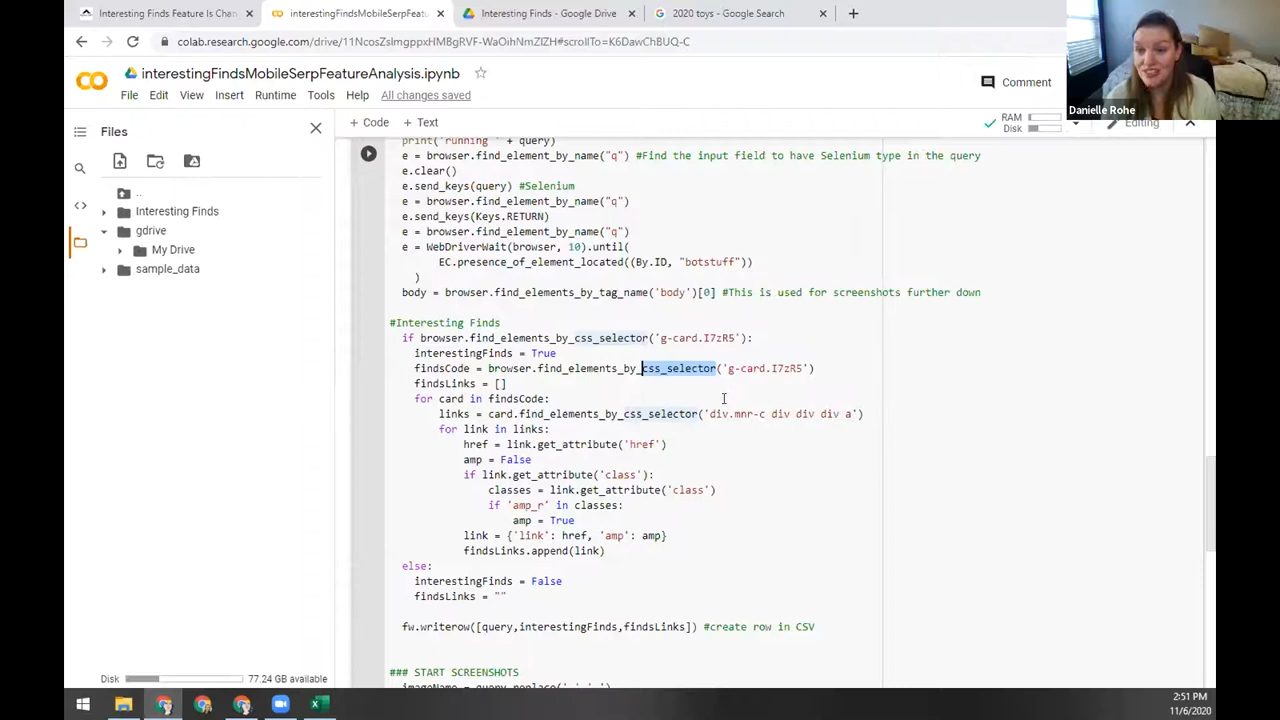 Interesting Finds Feature Is Chan
interestingFindsMobileSerpFeatu
Interesting Finds - Google Drive
2020 toys - Google Search
colab.research.google.com/drive/11NcosZsImgppxHMBgRVF-WaOihNmZIZH#scrollTo=K6DawChBUQ-C
interestingFindsMobileSerpFeatureAnalysis.ipynb
File Edit View Insert Runtime Tools Help All changes saved
Comment
Danielle Rohe
Files
+ Code + Text
RAM
Disk
Editing
..
Interesting Finds
gdrive
My Drive
sample_data
print('running ' + query)
e = browser.find_element_by_name("q") #Find the input field to have Selenium type in the query
e.clear()
e.send_keys(query) #Selenium
e = browser.find_element_by_name("q")
e.send_keys(Keys.RETURN)
e = browser.find_element_by_name("q")
e = WebDriverWait(browser, 10).until(
EC.presence_of_element_located((By.ID, "botstuff"))
)
body = browser.find_elements_by_tag_name('body')[0] #This is used for screenshots further down
#Interesting Finds
if browser.find_elements_by_css_selector('g-card.I7zR5'):
interestingFinds = True
findsCode = browser.find_elements_by_css_selector('g-card.I7zR5')
findsLinks = []
for card in findsCode:
links = card.find_elements_by_css_selector('div.mnr-c div div div a')
for link in links:
href = link.get_attribute('href')
amp = False
if link.get_attribute('class'):
classes = link.get_attribute('class')
if 'amp_r' in classes:
amp = True
link = {'link': href, 'amp': amp}
findsLinks.append(link)
else:
interestingFinds = False
findsLinks = ""
fw.writerow([query,interestingFinds,findsLinks]) #create row in CSV
### START SCREENSHOTS
Disk
77.24 GB available
2:51 PM
11/6/2020